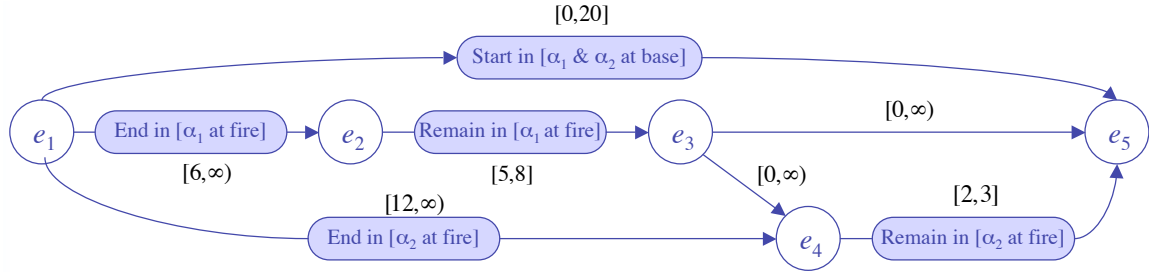 [0,20]
Start in [α₁ & α₂ at base]
e₁
End in [α₁ at fire]
[6,∞)
e₂
Remain in [α₁ at fire]
[5,8]
e₃
[0,∞)
e₅
[0,∞)
[12,∞)
End in [α₂ at fire]
e₄
[2,3]
Remain in [α₂ at fire]